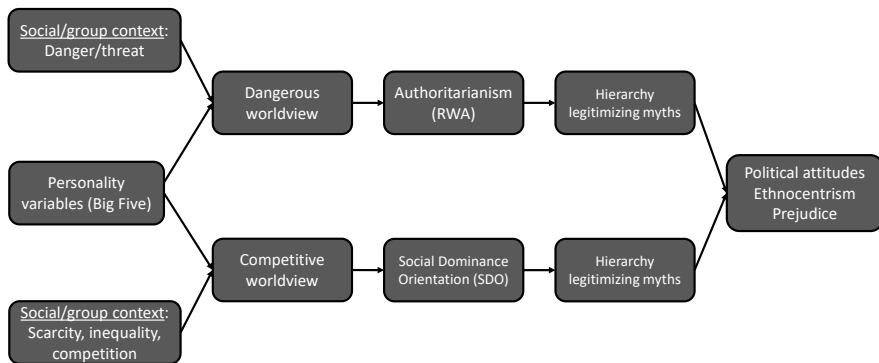 Social/group context:
Danger/threat
Dangerous
worldview
Authoritarianism
(RWA)
Hierarchy
legitimizing myths
Personality
variables (Big Five)
Political attitudes
Ethnocentrism
Prejudice
Competitive
worldview
Social Dominance
Orientation (SDO)
Hierarchy
legitimizing myths
Social/group context:
Scarcity, inequality,
competition